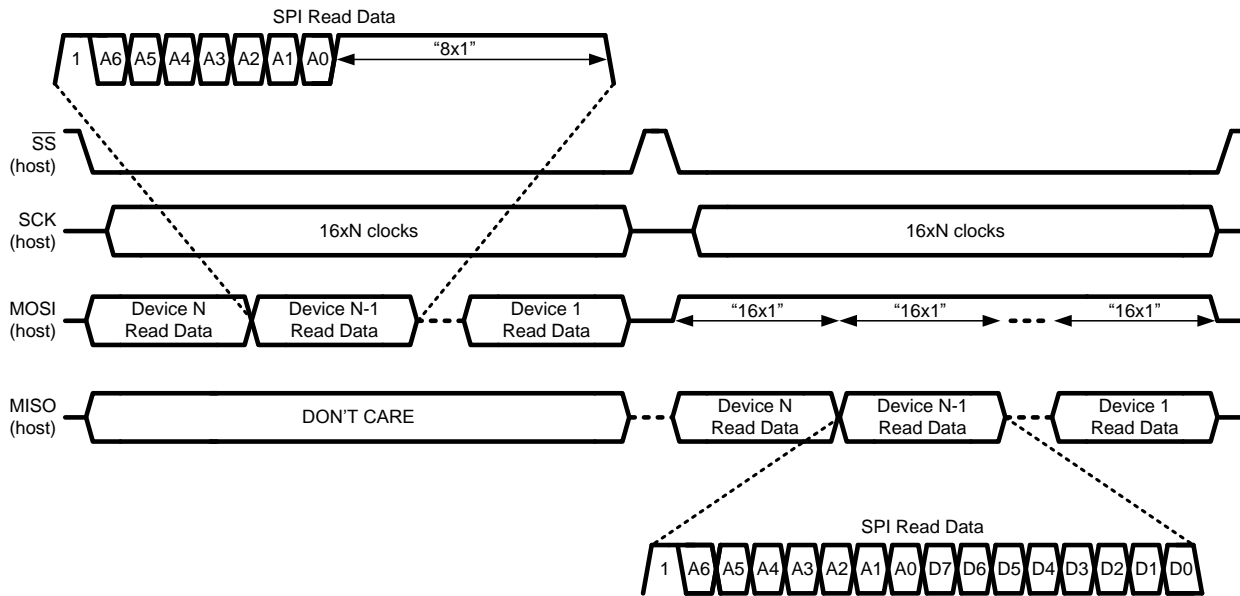 SPI Read Data
1 A6 A5 A4 A3 A2 A1 A0 “8x1”
SS
(host)
SCK
(host)
16xN clocks 16xN clocks
MOSI
(host)
Device N
Read Data
Device N-1
Read Data
Device 1
Read Data
“16x1” “16x1” “16x1”
MISO
(host)
DON’T CARE
Device N
Read Data
Device N-1
Read Data
Device 1
Read Data
SPI Read Data
1 A6 A5 A4 A3 A2 A1 A0 D7 D6 D5 D4 D3 D2 D1 D0